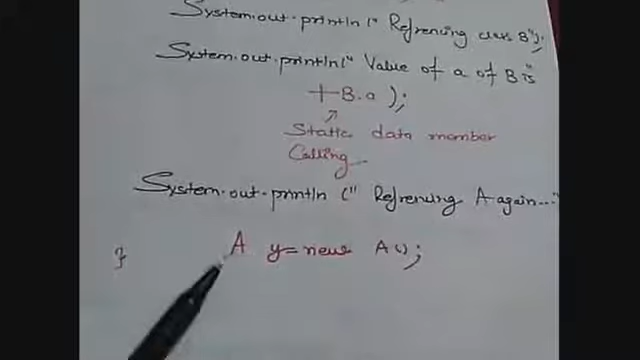 System.out.println (" Refrencing class B");
System.out.println (" Value of a of B is"
+B.a );
Static data member
Calling
System.out.println (" Refrencing A again..."
A y=new A();
}